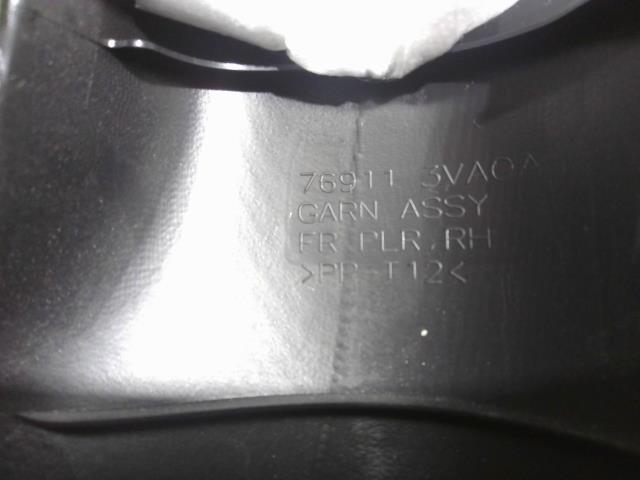 76911 3VA0A
GARN ASSY
FR PLR, RH
>PP-T12<